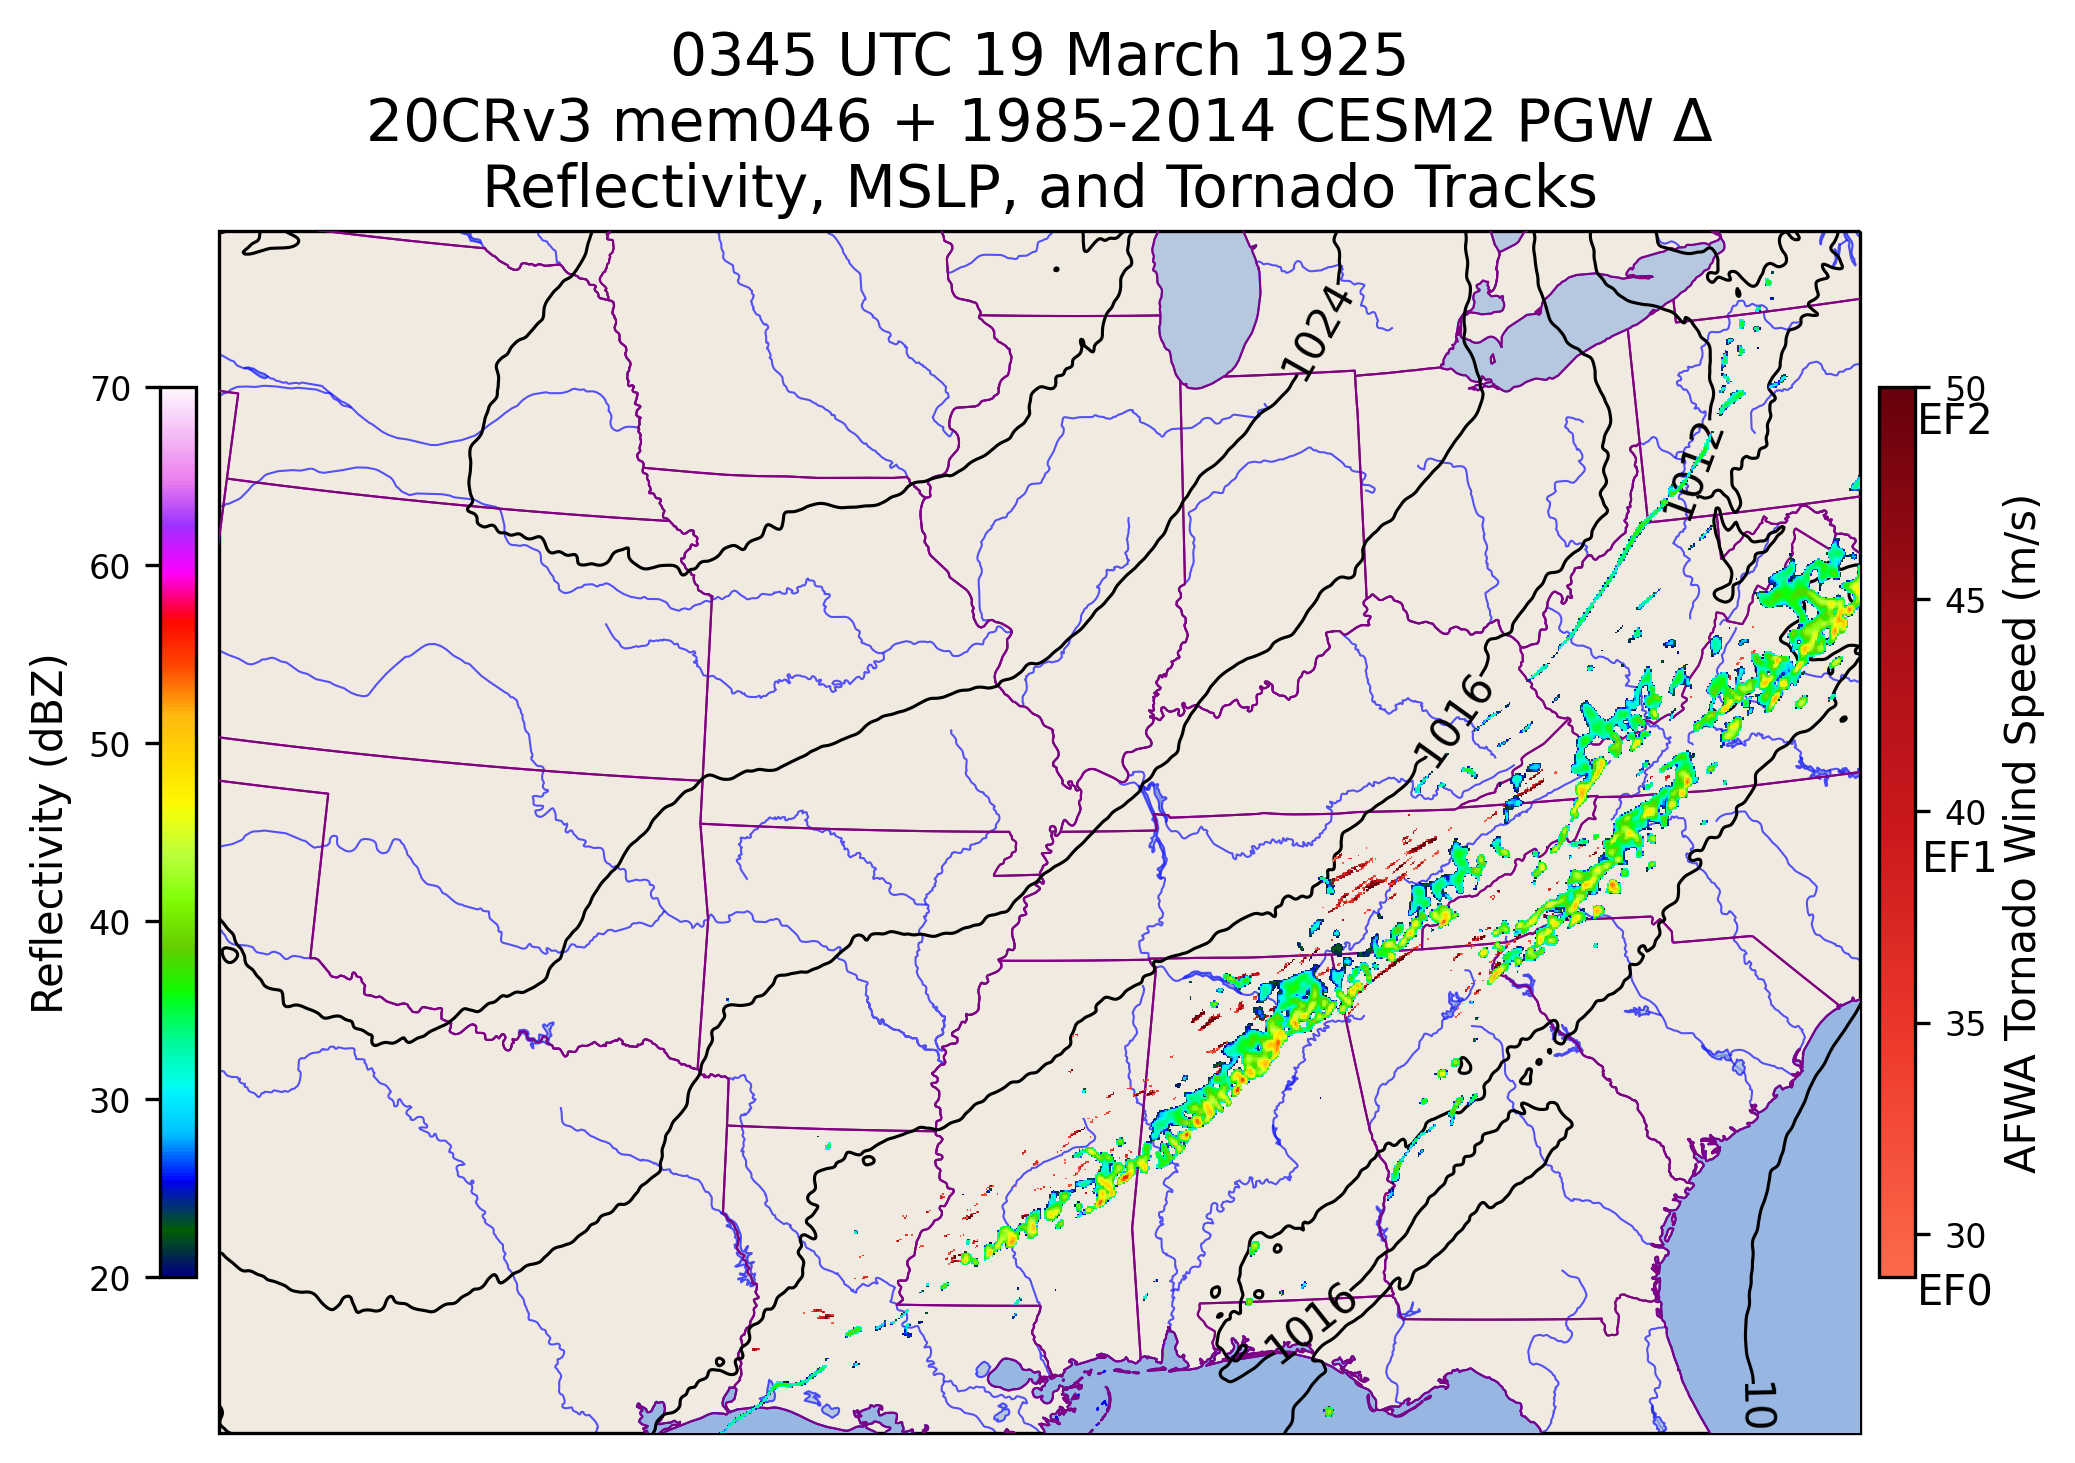 0345 UTC 19 March 1925
20CRv3 mem046 + 1985-2014 CESM2 PGW Δ
Reflectivity, MSLP, and Tornado Tracks
Reflectivity (dBZ)
70
60
50
40
30
20
1024
1012
1016
1016
10
50
EF2
45
40
EF1
35
30
EF0
AFWA Tornado Wind Speed (m/s)